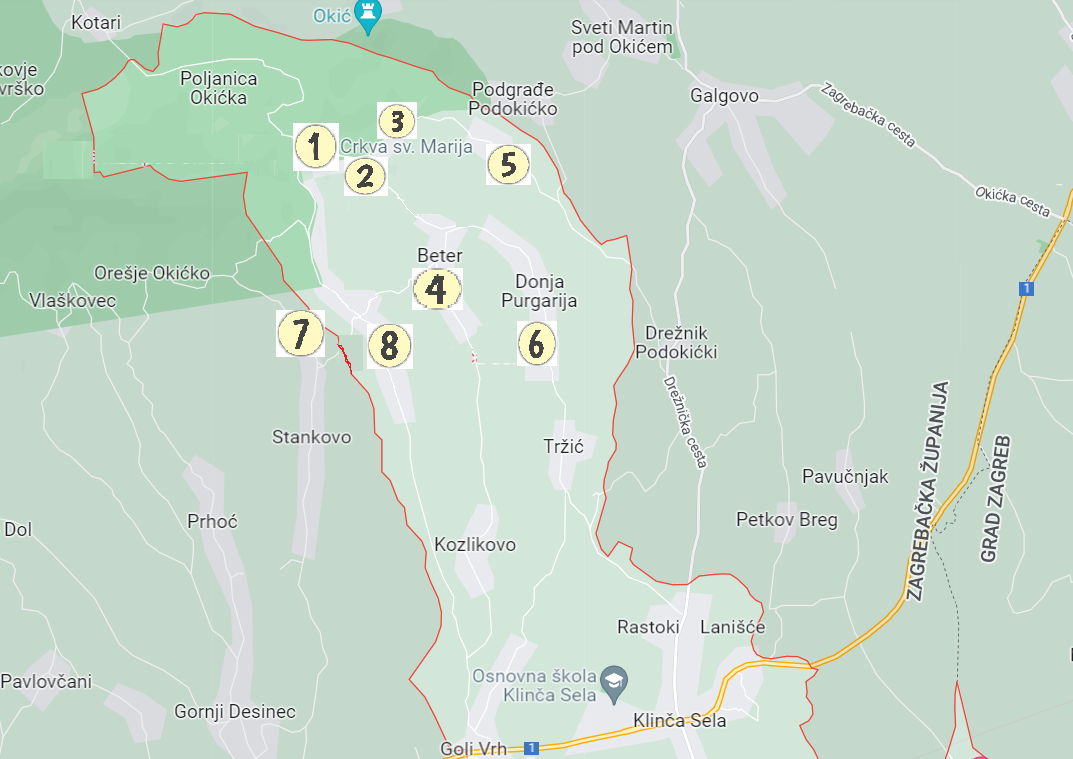 Kotari
Okić
Sveti Martin
pod Okićem
ovje
vrško
Poljanica
Okićka
Podgrađe
Podokićko
Galgovo
Zagrebačka cesta
3
1
Crkva sv. Marija
2
5
Okićka cesta
Beter
Orešje Okićko
Vlaškovec
4
Donja
Purgarija
1
7
8
6
Drežnik
Podokićki
Drežnička cesta
Stankovo
Tržić
ZAGREBAČKA ŽUPANIJA
GRAD ZAGREB
Pavučnjak
Dol
Prhoć
Petkov Breg
Kozlikovo
Rastoki
Lanišće
Pavlovčani
Osnovna škola
Klinča Sela
Gornji Desinec
Klinča Sela
Goli Vrh
1